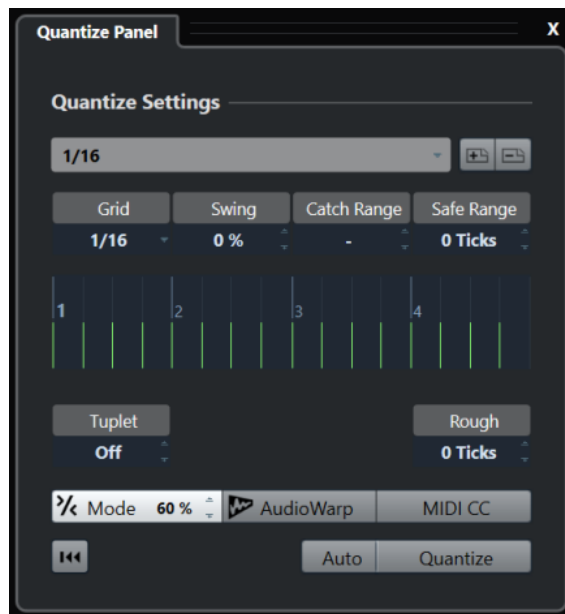 Quantize Panel X
Quantize Settings
1/16
Grid Swing Catch Range Safe Range
1/16 0 % - 0 Ticks
1 2 3 4
Tuplet Rough
Off 0 Ticks
Mode 60 % AudioWarp MIDI CC
Auto Quantize